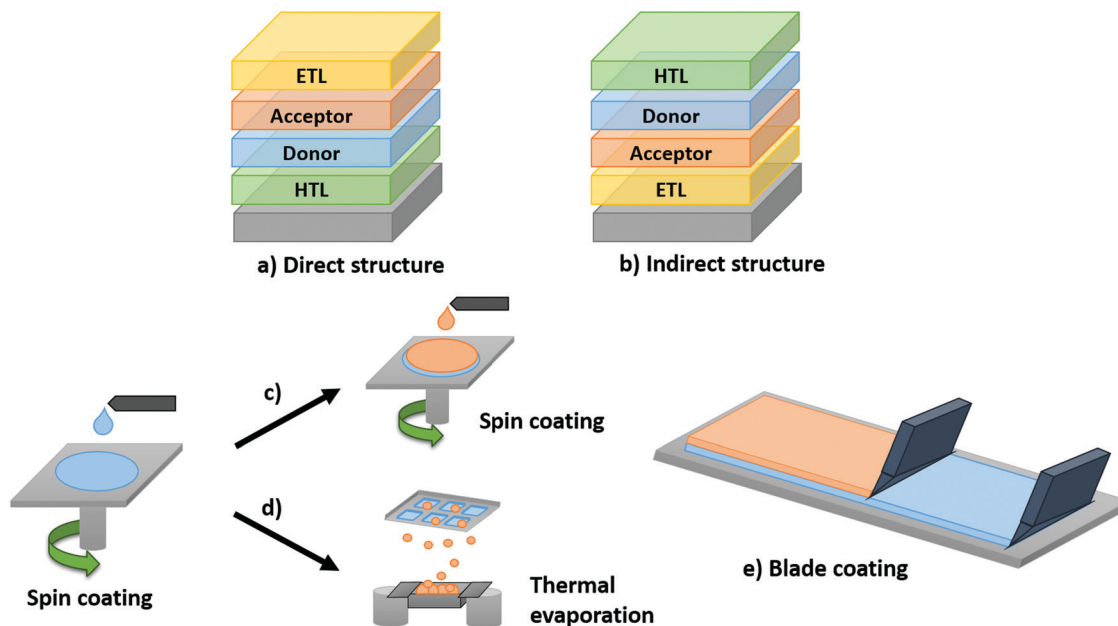 ETL
Acceptor
Donor
HTL
a) Direct structure
HTL
Donor
Acceptor
ETL
b) Indirect structure
Spin coating
c)
Spin coating
d)
Thermal
evaporation
e) Blade coating